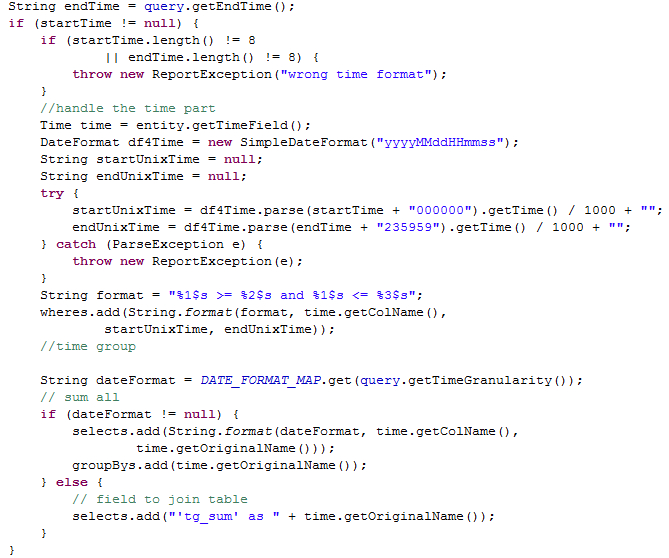 String endTime = query.getEndTime();
if (startTime != null) {
    if (startTime.length() != 8
            || endTime.length() != 8) {
        throw new ReportException("wrong time format");
    }
    //handle the time part
    Time time = entity.getTimeField();
    DateFormat df4Time = new SimpleDateFormat("yyyyMMddHHmmss");
    String startUnixTime = null;
    String endUnixTime = null;
    try {
        startUnixTime = df4Time.parse(startTime + "000000").getTime() / 1000 + "";
        endUnixTime = df4Time.parse(endTime + "235959").getTime() / 1000 + "";
    } catch (ParseException e) {
        throw new ReportException(e);
    }
    String format = "%1$s >= %2$s and %1$s <= %3$s";
    wheres.add(String.format(format, time.getColName(),
            startUnixTime, endUnixTime));
    //time group
    String dateFormat = DATE_FORMAT_MAP.get(query.getTimeGranularity());
    // sum all
    if (dateFormat != null) {
        selects.add(String.format(dateFormat, time.getColName(),
                time.getOriginalName()));
        groupBys.add(time.getOriginalName());
    } else {
        // field to join table
        selects.add("'tg_sum' as " + time.getOriginalName());
    }
}